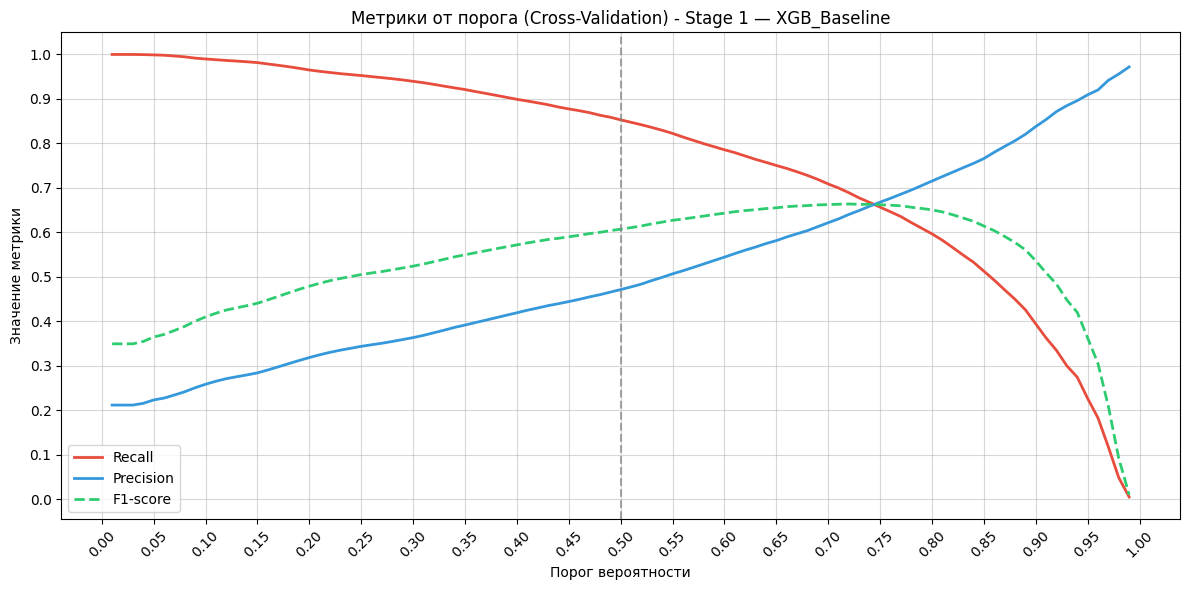 Метрики от порога (Cross-Validation) - Stage 1 — XGB_Baseline
Значение метрики
1.0
0.9
0.8
0.7
0.6
0.5
0.4
0.3
0.2
0.1
0.0
Recall
Precision
F1-score
0.00 0.05 0.10 0.15 0.20 0.25 0.30 0.35 0.40 0.45 0.50 0.55 0.60 0.65 0.70 0.75 0.80 0.85 0.90 0.95 1.00
Порог вероятности